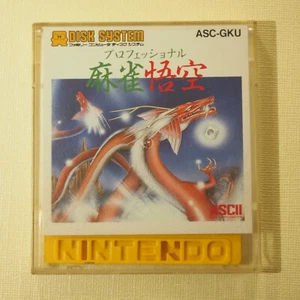 DISK SYSTEM
ファミリーコンピュータ ディスクシステム
ASC-GKU
プロフェッショナル
麻雀悟空
ASCII
NINTENDO